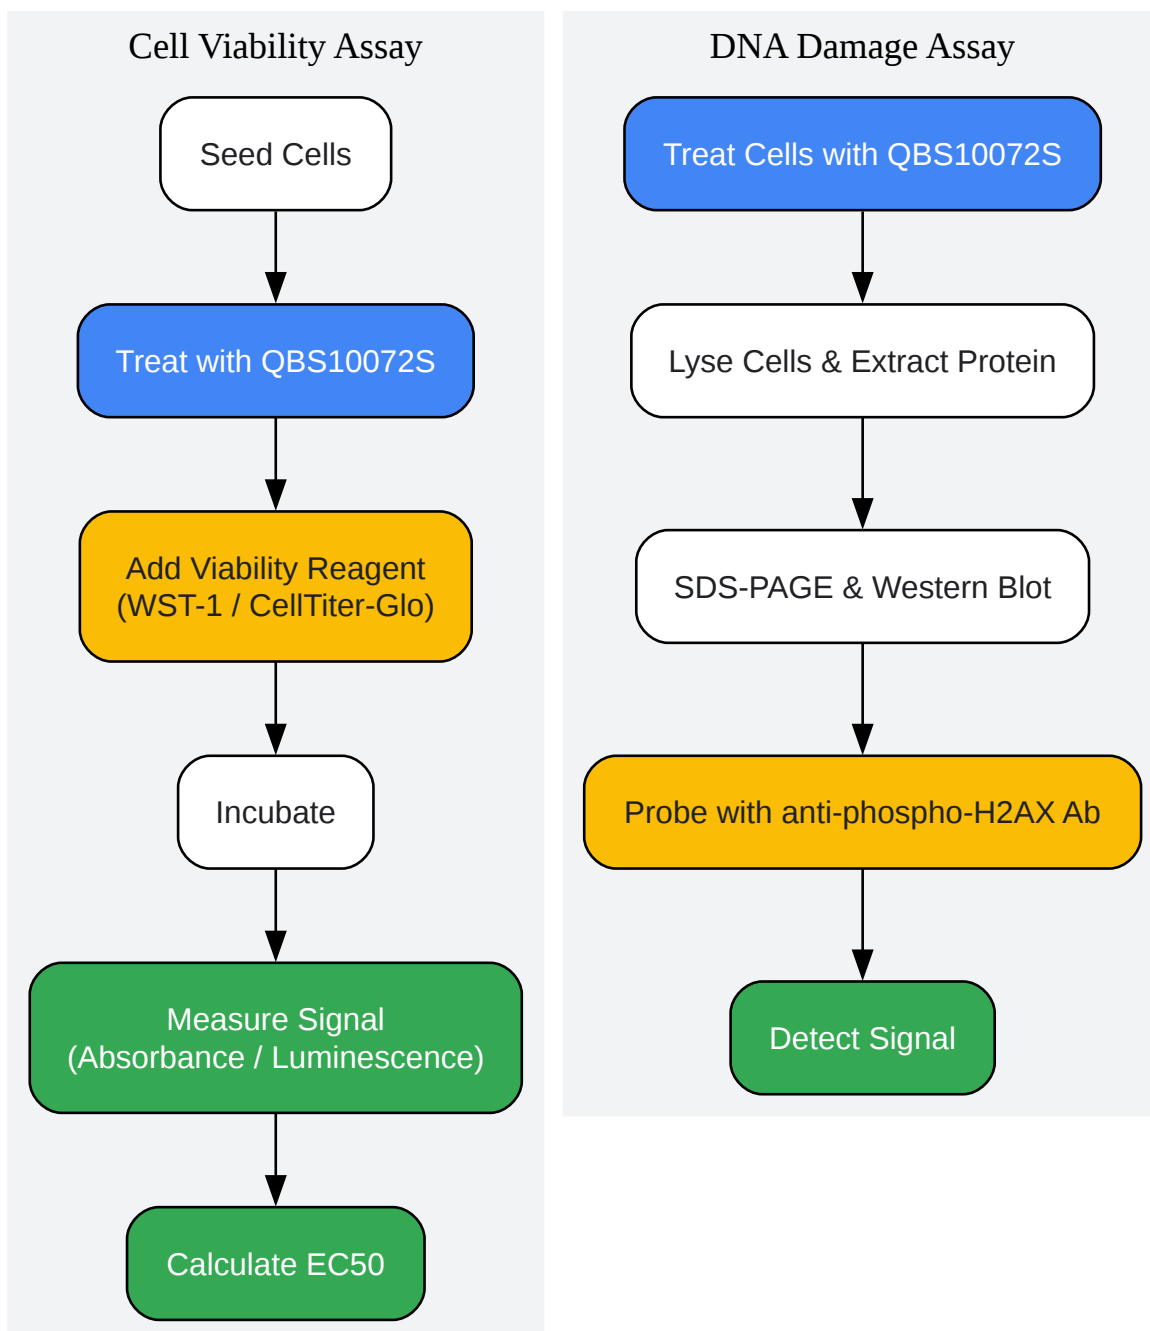 Cell Viability Assay
Seed Cells
Treat with QBS10072S
Add Viability Reagent
(WST-1 / CellTiter-Glo)
Incubate
Measure Signal
(Absorbance / Luminescence)
Calculate EC50
DNA Damage Assay
Treat Cells with QBS10072S
Lyse Cells & Extract Protein
SDS-PAGE & Western Blot
Probe with anti-phospho-H2AX Ab
Detect Signal